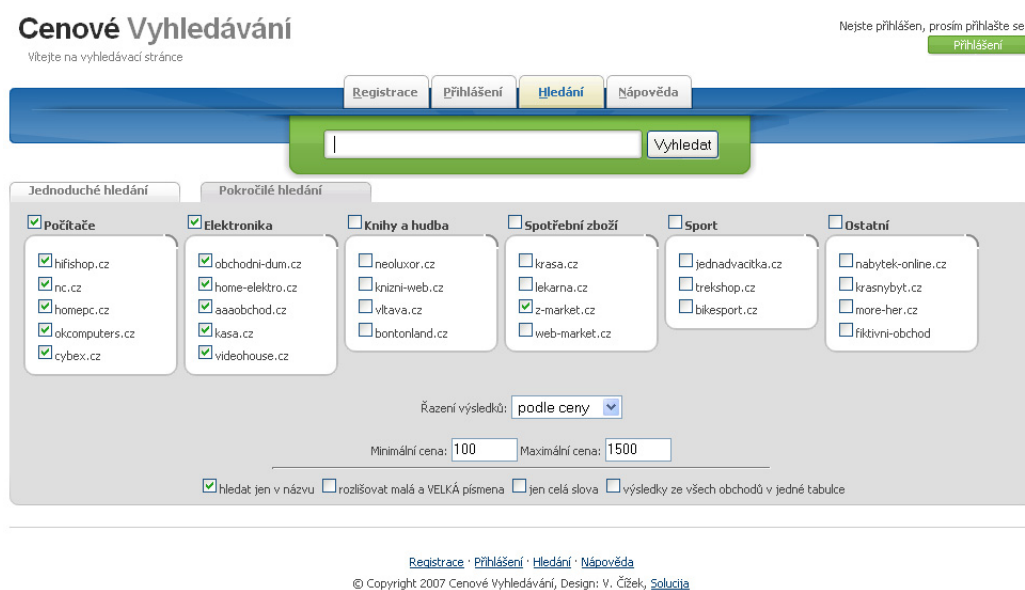 Cenové Vyhledávání
Vítejte na vyhledávací stránce
Nejste přihlášen, prosím přihlašte se
Přihlášení
Registrace Přihlášení Hledání Nápověda
Vyhledat
Jednoduché hledání Pokročilé hledání
Počítače
hifishop.cz
nc.cz
homepc.cz
okcomputers.cz
cybex.cz
Elektronika
obchodni-dum.cz
home-elektro.cz
aaaobchod.cz
kasa.cz
videohouse.cz
Knihy a hudba
neoluxor.cz
knizni-web.cz
vltava.cz
bontonland.cz
Spotřební zboží
krasa.cz
lekarna.cz
z-market.cz
web-market.cz
Sport
jednadvacitka.cz
trekshop.cz
bikesport.cz
Ostatní
nabytek-online.cz
krasnybyt.cz
more-her.cz
fiktivni-obchod
Řazení výsledků: podle ceny
Minimální cena: 100 Maximální cena: 1500
hledat jen v názvu rozlišovat malá a VELKÁ písmena jen celá slova výsledky ze všech obchodů v jedné tabulce
Registrace · Přihlášení · Hledání · Nápověda
© Copyright 2007 Cenové Vyhledávání, Design: V. Čížek, Solucija